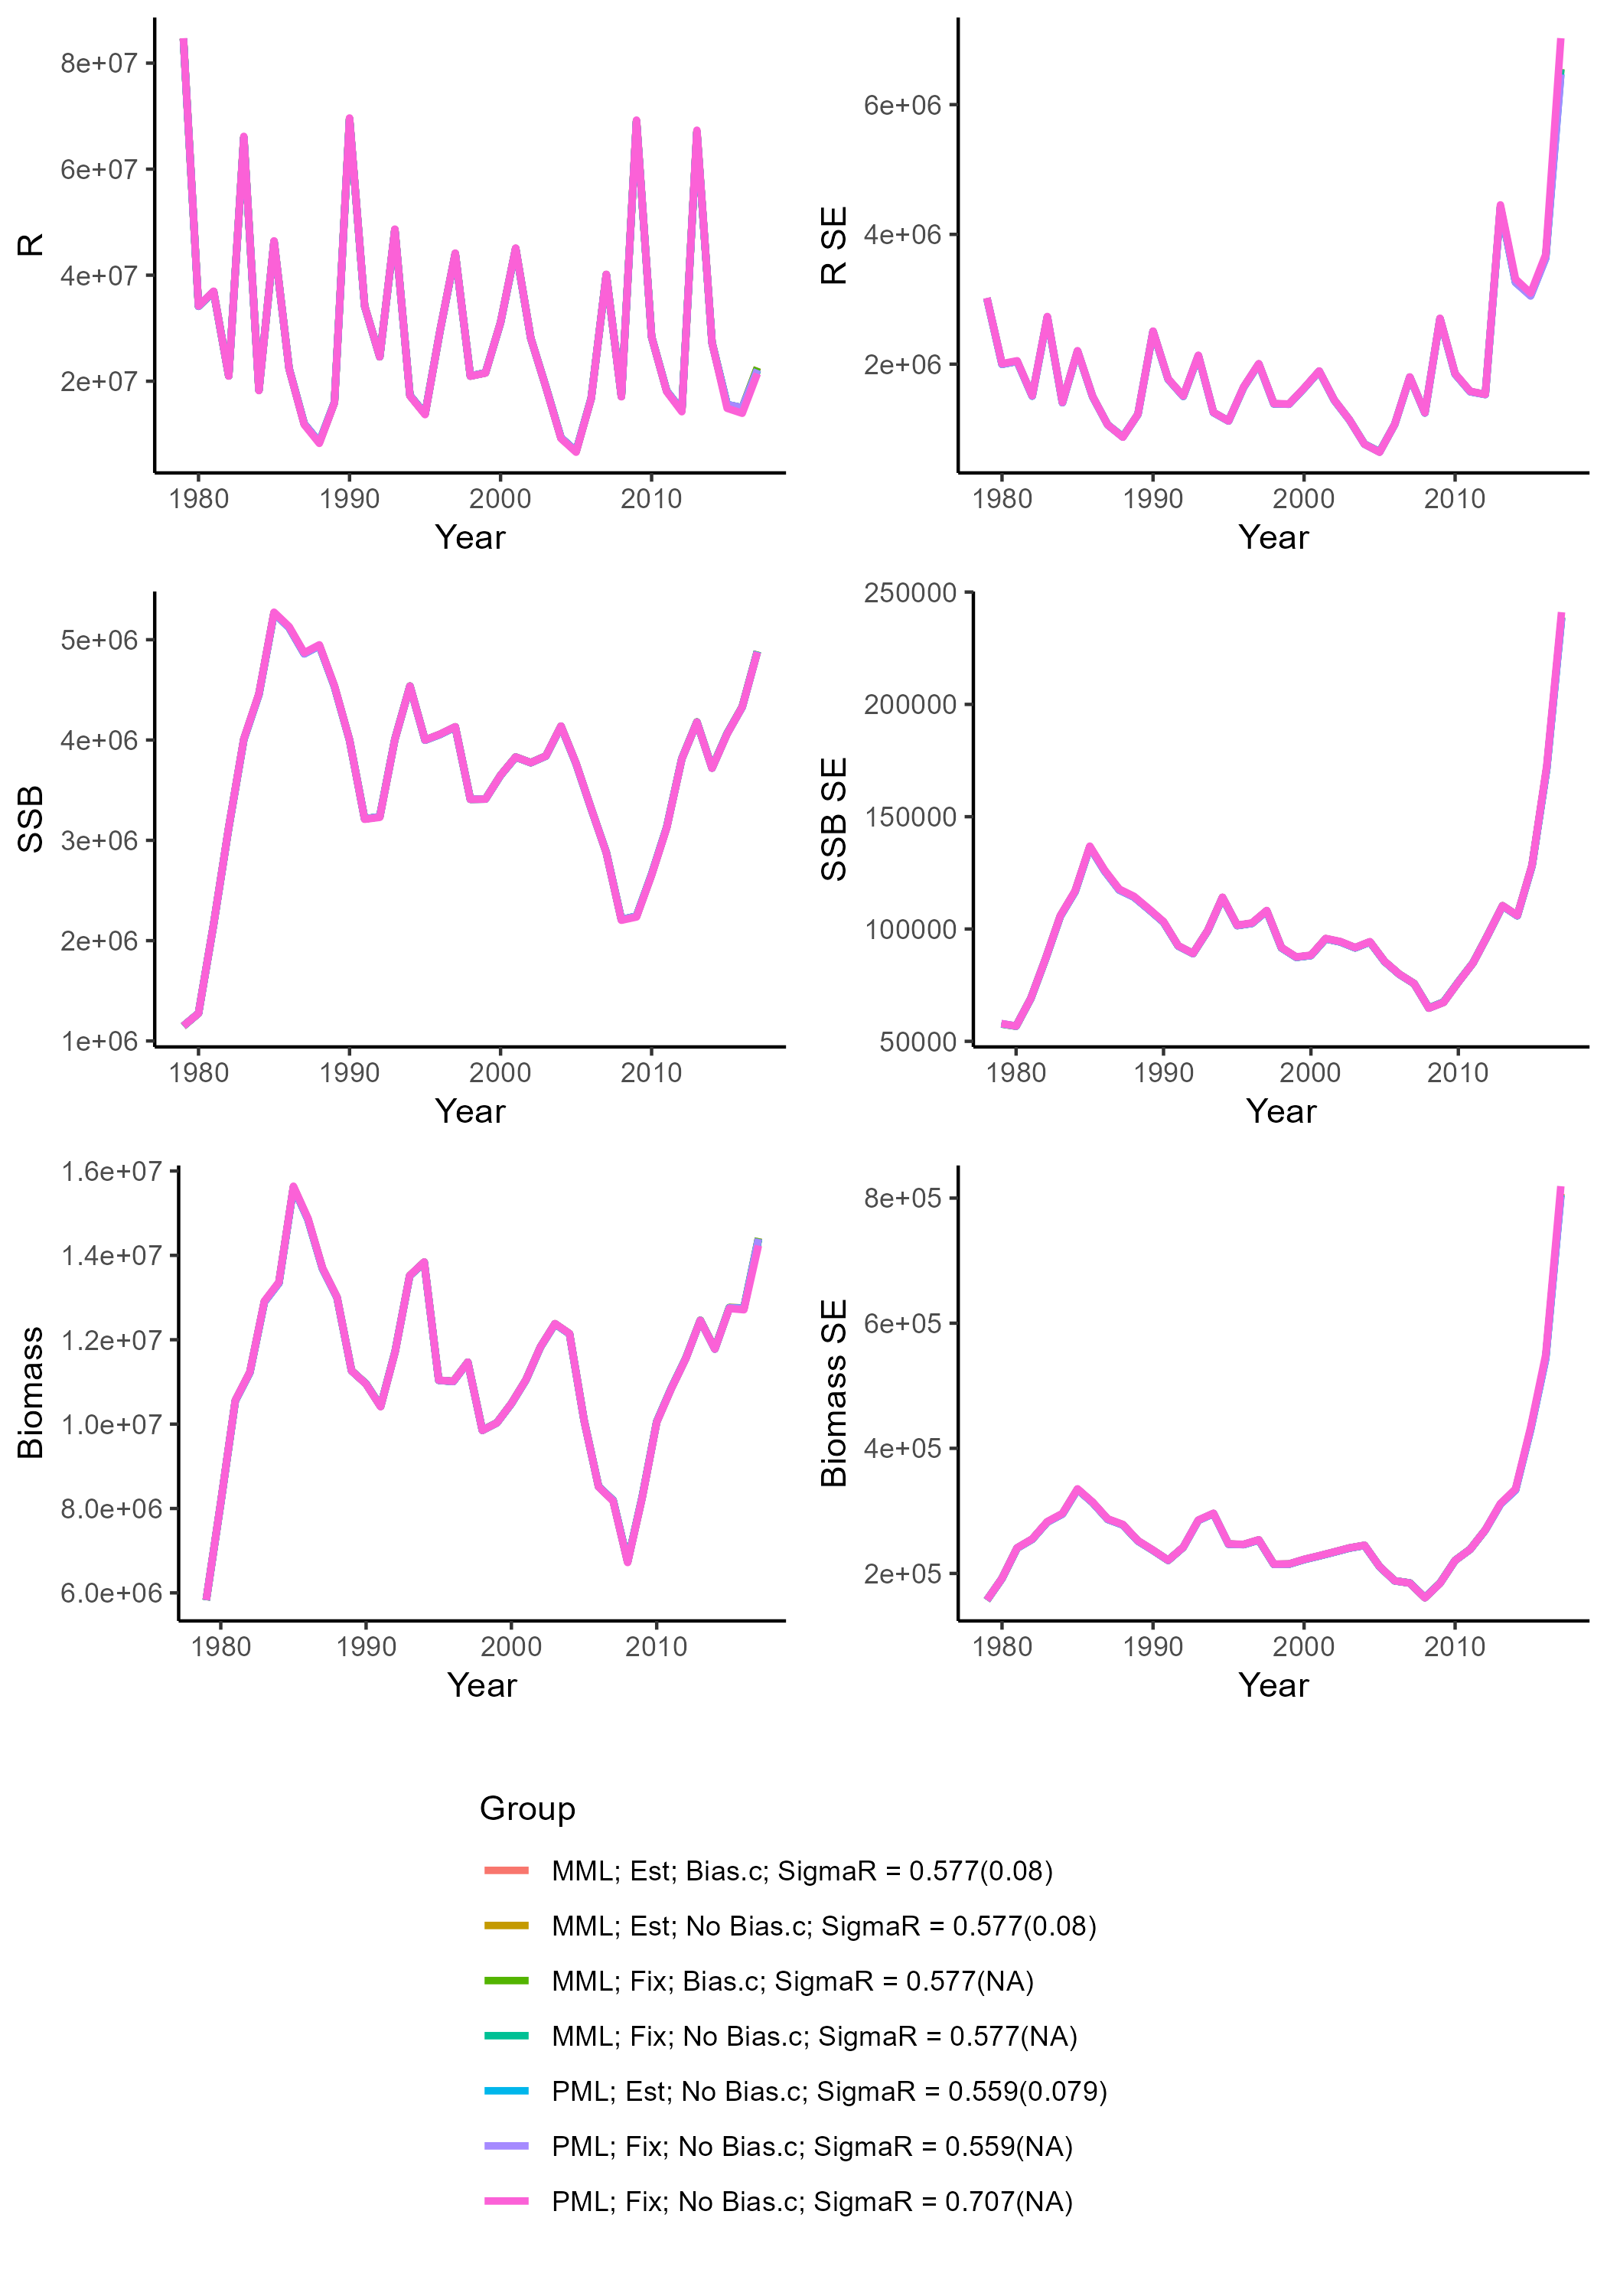 8e+07
6e+07
4e+07
2e+07
R
1980 1990 2000 2010
Year
6e+06
4e+06
2e+06
R SE
1980 1990 2000 2010
Year
5e+06
4e+06
3e+06
2e+06
1e+06
SSB
1980 1990 2000 2010
Year
250000
200000
150000
100000
50000
SSB SE
1980 1990 2000 2010
Year
1.6e+07
1.4e+07
1.2e+07
1.0e+07
8.0e+06
6.0e+06
Biomass
1980 1990 2000 2010
Year
8e+05
6e+05
4e+05
2e+05
Biomass SE
1980 1990 2000 2010
Year
Group
MML; Est; Bias.c; SigmaR = 0.577(0.08)
MML; Est; No Bias.c; SigmaR = 0.577(0.08)
MML; Fix; Bias.c; SigmaR = 0.577(NA)
MML; Fix; No Bias.c; SigmaR = 0.577(NA)
PML; Est; No Bias.c; SigmaR = 0.559(0.079)
PML; Fix; No Bias.c; SigmaR = 0.559(NA)
PML; Fix; No Bias.c; SigmaR = 0.707(NA)